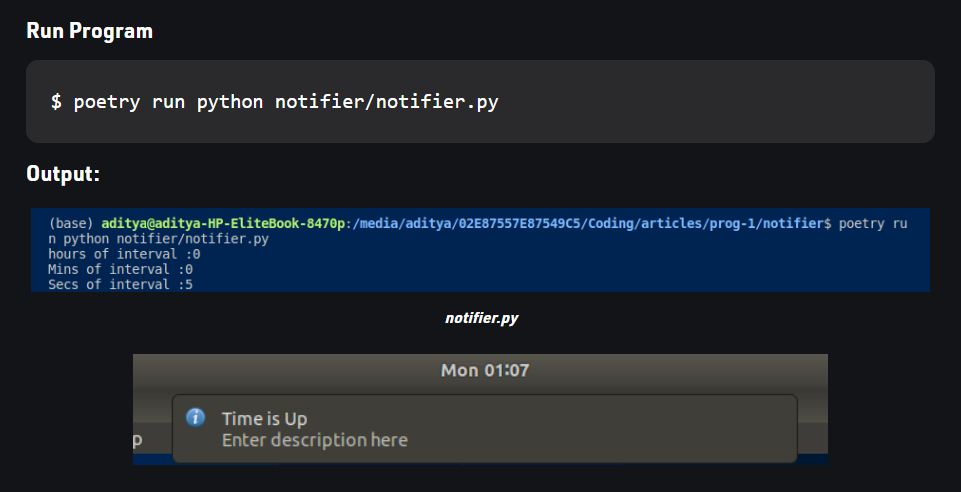 Run Program
$ poetry run python notifier/notifier.py
Output:
(base) aditya@aditya-HP-EliteBook-8470p:/media/aditya/02E87557E87549C5/Coding/articles/prog-1/notifier$ poetry ru
n python notifier/notifier.py
hours of interval :0
Mins of interval :0
Secs of interval :5
notifier.py
Mon 01:07
Time is Up
p
Enter description here